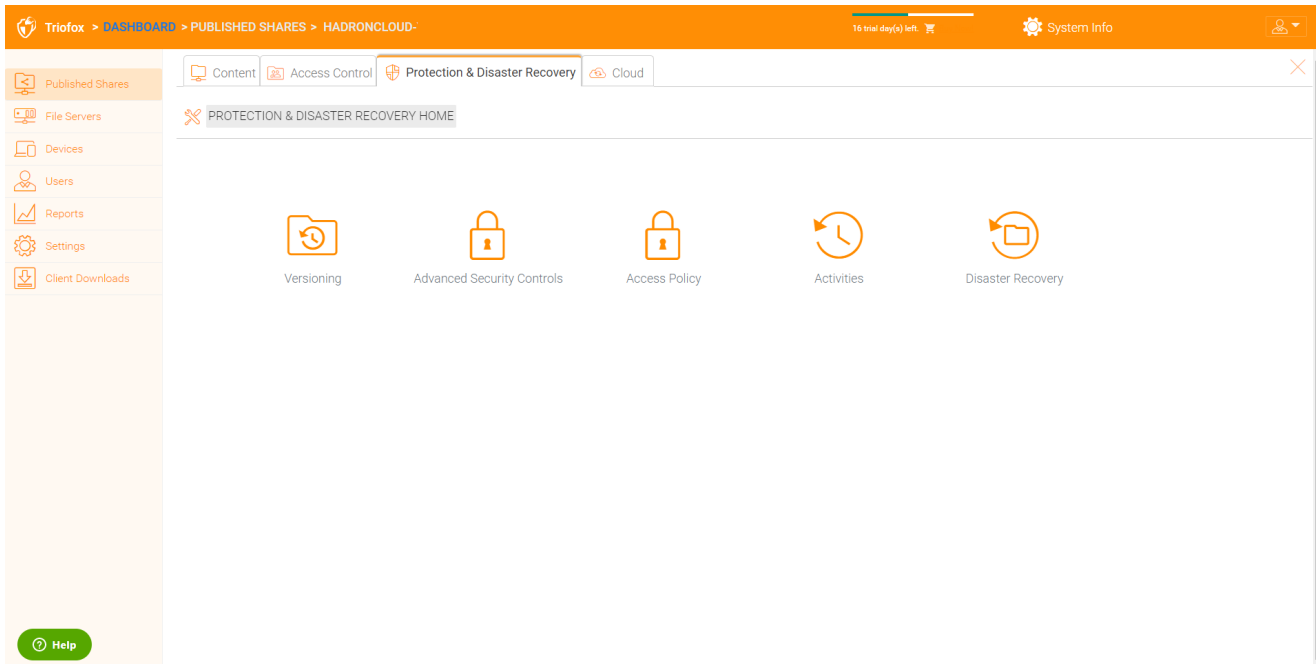 Triofox > DASHBOARD > PUBLISHED SHARES > HADRONCLOUD-
16 trial day(s) left.
System Info
Published Shares
File Servers
Devices
Users
Reports
Settings
Client Downloads
Content
Access Control
Protection & Disaster Recovery
Cloud
PROTECTION & DISASTER RECOVERY HOME
Versioning
Advanced Security Controls
Access Policy
Activities
Disaster Recovery
Help